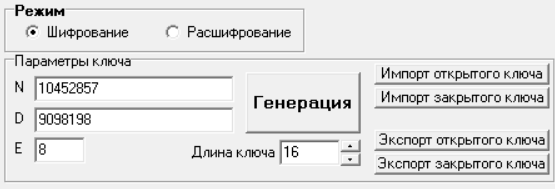 Режим
Шифрование Расшифрование
Параметры ключа
N 10452857
D 9098198
E 8
Генерация
Длина ключа 16
Импорт открытого ключа
Импорт закрытого ключа
Экспорт открытого ключа
Экспорт закрытого ключа